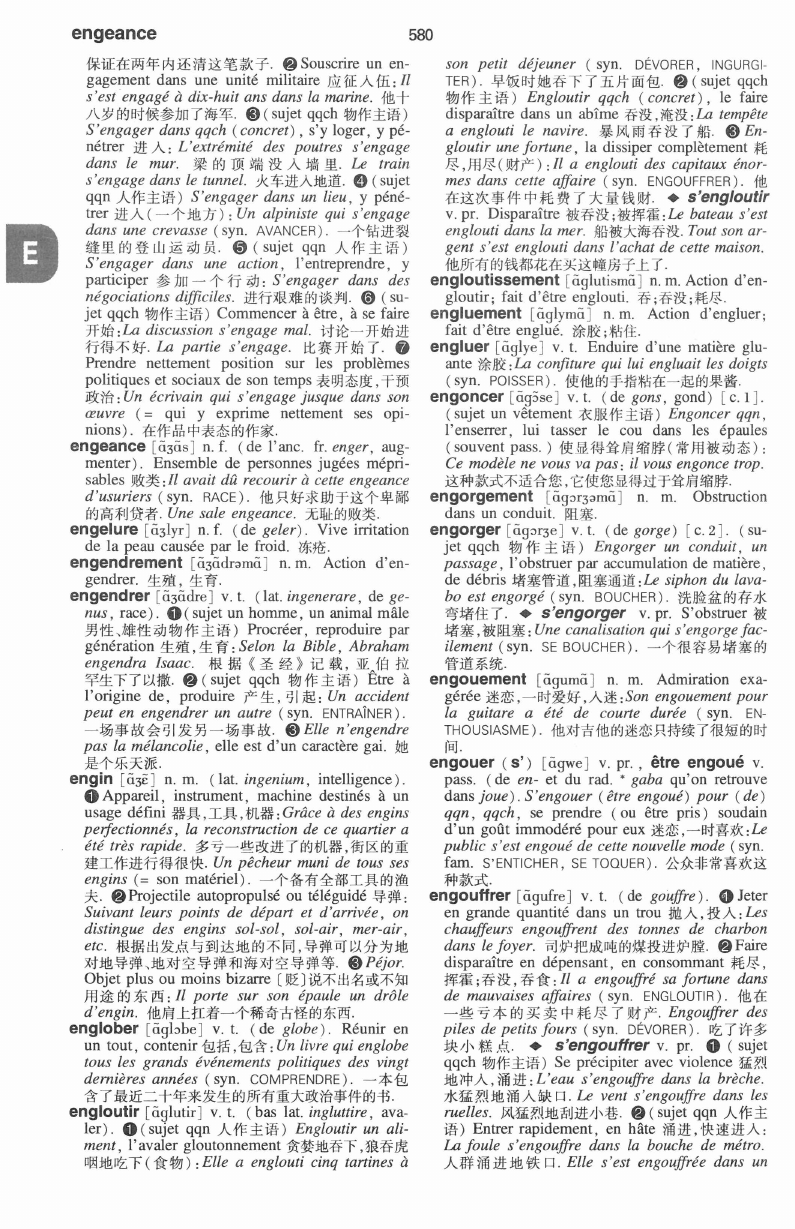 engeance
580
保证在两年内还清这笔款子. ❷ Souscrire un en-
gagement dans une unité militaire 应征入伍: Il
s'est engagé à dix-huit ans dans la marine. 他十
八岁的时候参加了海军. ❸ (sujet qqch 物作主语)
S'engager dans qqch (concret), s'y loger, y pé-
nétrer 进入: L'extrémité des poutres s'engage
dans le mur. 梁的顶端没入墙里. Le train
s'engage dans le tunnel. 火车进入地道. ❹ (sujet
qqn 人作主语) S'engager dans un lieu, y péné-
trer 进入(一个地方): Un alpiniste qui s'engage
dans une crevasse (syn. AVANCER). 一个钻进裂
缝里的登山运动员. ❺ (sujet qqn 人作主语)
S'engager dans une action, l'entreprendre, y
participer 参加一个行动: S'engager dans des
négociations difficiles. 进行艰难的谈判. ❻ (su-
jet qqch 物作主语) Commencer à être, à se faire
开始: La discussion s'engage mal. 讨论一开始进
行得不好. La partie s'engage. 比赛开始了. ❼
Prendre nettement position sur les problèmes
politiques et sociaux de son temps 表明态度,干预
政治: Un écrivain qui s'engage jusque dans son
œuvre (= qui y exprime nettement ses opi-
nions). 在作品中表态的作家.
engeance [ɑ̃ʒɑ̃s] n. f. (de l'anc. fr. enger, aug-
menter). Ensemble de personnes jugées mépri-
sables 败类: Il avait dû recourir à cette engeance
d'usuriers (syn. RACE). 他只好求助于这个卑鄙
的高利贷者. Une sale engeance. 无耻的败类.
engelure [ɑ̃ʒlyr] n. f. (de geler). Vive irritation
de la peau causée par le froid. 冻疮.
engendrement [ɑ̃ʒɑ̃drəmɑ̃] n. m. Action d'en-
gendrer. 生殖, 生育.
engendrer [ɑ̃ʒɑ̃dre] v. t. (lat. ingenerare, de ge-
nus, race). ❶ (sujet un homme, un animal mâle
男性、雄性动物作主语) Procréer, reproduire par
génération 生殖,生育: Selon la Bible, Abraham
engendra Isaac. 根据《圣经》记载, 亚伯拉
罕生下了以撒. ❷ (sujet qqch 物作主语) Être à
l'origine de, produire 产生,引起: Un accident
peut en engendrer un autre (syn. ENTRAÎNER).
一场事故会引发另一场事故. ❸ Elle n'engendre
pas la mélancolie, elle est d'un caractère gai. 她
是个乐天派.
engin [ɑ̃ʒɛ̃] n. m. (lat. ingenium, intelligence).
❶ Appareil, instrument, machine destinés à un
usage défini 器具,工具,机器: Grâce à des engins
perfectionnés, la reconstruction de ce quartier a
été très rapide. 多亏一些改进了的机器,街区的重
建工作进行得很快. Un pêcheur muni de tous ses
engins (= son matériel). 一个备有全部工具的渔
夫. ❷ Projectile autopropulsé ou téléguidé 导弹:
Suivant leurs points de départ et d'arrivée, on
distingue des engins sol-sol, sol-air, mer-air,
etc. 根据出发点与到达地的不同,导弹可以分为地
对地导弹、地对空导弹和海对空导弹等. ❸ Péjor.
Objet plus ou moins bizarre [贬]说不出名或不知
用途的东西: Il porte sur son épaule un drôle
d'engin. 他肩上扛着一个稀奇古怪的东西.
englober [ɑ̃glɔbe] v. t. (de globe). Réunir en
un tout, contenir 包括,包含: Un livre qui englobe
tous les grands événements politiques des vingt
dernières années (syn. COMPRENDRE). 一本包
含了最近二十年来发生的所有重大政治事件的书.
engloutir [ɑ̃glutir] v. t. (bas lat. ingluttire, ava-
ler). ❶ (sujet qqn 人作主语) Engloutir un ali-
ment, l'avaler gloutonnement 贪婪地吞下,狼吞虎
咽地吃下(食物): Elle a englouti cinq tartines à
E
son petit déjeuner (syn. DÉVORER, INGURGI-
TER). 早饭时她吞下了五片面包. ❷ (sujet qqch
物作主语) Engloutir qqch (concret), le faire
disparaître dans un abîme 吞没,淹没: La tempête
a englouti le navire. 暴风雨吞没了船. ❸ En-
gloutir une fortune, la dissiper complètement 耗
尽,用尽(财产): Il a englouti des capitaux énor-
mes dans cette affaire (syn. ENGOUFFRER). 他
在这次事件中耗费了大量钱财. ◆ s'engloutir
v. pr. Disparaître 被吞没;被挥霍: Le bateau s'est
englouti dans la mer. 船被大海吞没. Tout son ar-
gent s'est englouti dans l'achat de cette maison.
他所有的钱都花在买这幢房子上了.
engloutissement [ɑ̃glutismɑ̃] n. m. Action d'en-
gloutir; fait d'être englouti. 吞;吞没;耗尽.
engluement [ɑ̃glymɑ̃] n. m. Action d'engluer;
fait d'être englué. 涂胶;粘住.
engluer [ɑ̃glye] v. t. Enduire d'une matière glu-
ante 涂胶: La confiture qui lui engluait les doigts
(syn. POISSER). 使他的手指粘在一起的果酱.
engoncer [ɑ̃gɔ̃se] v. t. (de gons, gond) [c. 1].
(sujet un vêtement 衣服作主语) Engoncer qqn,
l'enserrer, lui tasser le cou dans les épaules
(souvent pass.) 使显得耸肩缩脖(常用被动态):
Ce modèle ne vous va pas: il vous engonce trop.
这种款式不适合您,它使您显得过于耸肩缩脖.
engorgement [ɑ̃gɔrʒəmɑ̃] n. m. Obstruction
dans un conduit. 阻塞.
engorger [ɑ̃gɔrʒe] v. t. (de gorge) [c. 2]. (su-
jet qqch 物作主语) Engorger un conduit, un
passage, l'obstruer par accumulation de matière,
de débris 堵塞管道,阻塞通道: Le siphon du lava-
bo est engorgé (syn. BOUCHER). 洗脸盆的存水
弯堵住了. ◆ s'engorger v. pr. S'obstruer 被
堵塞,被阻塞: Une canalisation qui s'engorge fac-
ilement (syn. SE BOUCHER). 一个很容易堵塞的
管道系统.
engouement [ɑ̃gumɑ̃] n. m. Admiration exa-
gérée 迷恋,一时爱好,入迷: Son engouement pour
la guitare a été de courte durée (syn. EN-
THOUSIASME). 他对吉他的迷恋只持续了很短的时
间.
engouer (s') [ɑ̃gwe] v. pr., être engoué v.
pass. (de en- et du rad. * gaba qu'on retrouve
dans joue). S'engouer (être engoué) pour (de)
qqn, qqch, se prendre (ou être pris) soudain
d'un goût immodéré pour eux 迷恋,一时喜欢: Le
public s'est engoué de cette nouvelle mode (syn.
fam. S'ENTICHER, SE TOQUER). 公众非常喜欢这
种款式.
engouffrer [ɑ̃gufre] v. t. (de gouffre). ❶ Jeter
en grande quantité dans un trou 抛入,投入: Les
chauffeurs engouffrent des tonnes de charbon
dans le foyer. 司炉把成吨的煤投进炉膛. ❷ Faire
disparaître en dépensant, en consommant 耗尽,
挥霍;吞没,吞食: Il a engouffré sa fortune dans
de mauvaises affaires (syn. ENGLOUTIR). 他在
一些亏本的买卖中耗尽了财产. Engouffrer des
piles de petits fours (syn. DÉVORER). 吃了许多
块小糕点. ◆ s'engouffrer v. pr. ❶ (sujet
qqch 物作主语) Se précipiter avec violence 猛烈
地冲入,涌进: L'eau s'engouffre dans la brèche.
水猛烈地涌入缺口. Le vent s'engouffre dans les
ruelles. 风猛烈地刮进小巷. ❷ (sujet qqn 人作主
语) Entrer rapidement, en hâte 涌进,快速进入:
La foule s'engouffre dans la bouche de métro.
人群涌进地铁口. Elle s'est engouffrée dans un